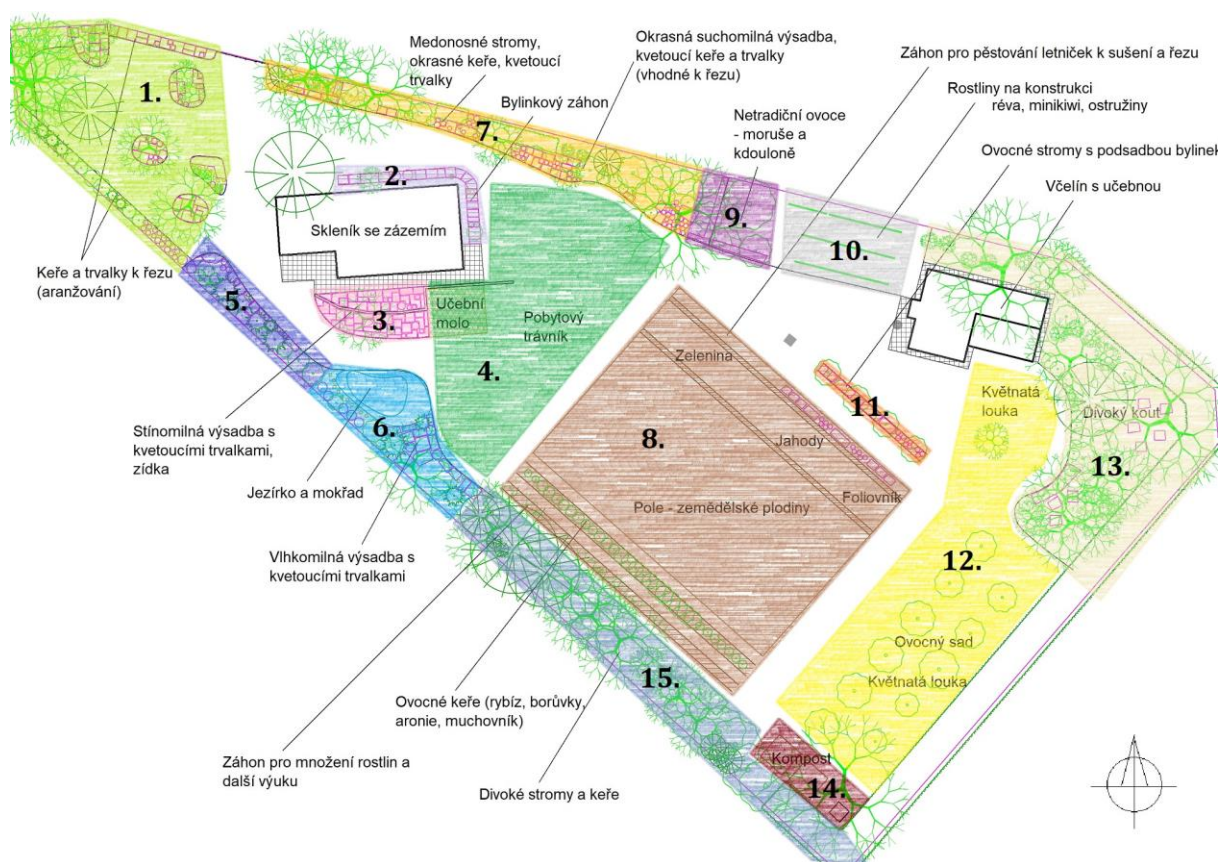 Medonosné stromy,
okrasné keře, kvetoucí
trvalky
Okrasná suchomilná výsadba,
kvetoucí keře a trvalky
(vhodné k řezu)
Záhon pro pěstování letniček k sušení a řezu
Rostliny na konstrukci
réva, minikiwi, ostružiny
Bylinkový záhon
Netradiční ovoce
- moruše a
kdouloně
Ovocné stromy s podsadbou bylinek
Včelín s učebnou
1.
7.
2.
9.
10.
Skleník se zázemím
Keře a trvalky k řezu
(aranžování)
5.
3.
Učební
molo
Pobytový
trávník
4.
Zelenina
11.
Květnatá
louka
Divoký kout
13.
Stínomilná výsadba s
kvetoucími trvalkami,
zídka
6.
8.
Jahody
Foliovník
Jezírko a mokřad
Pole - zemědělské plodiny
Vlhkomilná výsadba s
kvetoucími trvalkami
12.
Ovocný sad
Květnatá louka
15.
Ovocné keře (rybíz, borůvky,
aronie, muchovník)
Záhon pro množení rostlin a
další výuku
Divoké stromy a keře
Kompost
14.